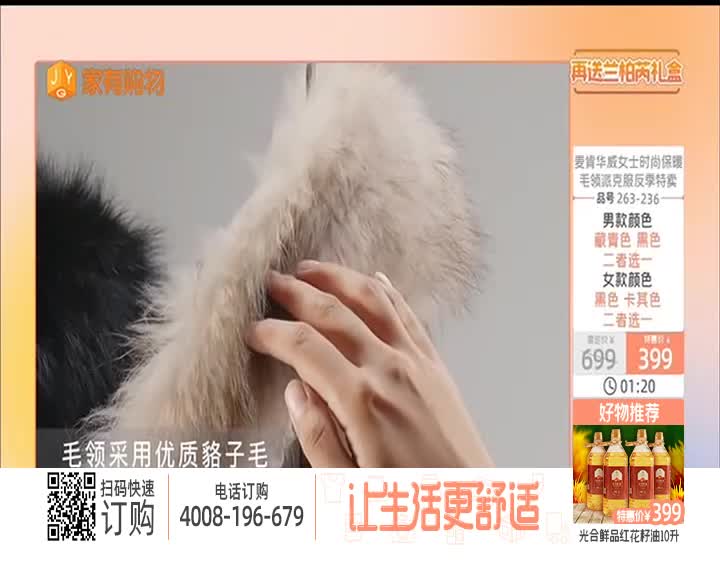 JYG 家有购物
再送兰柏芮礼盒
麦肯华威女士时尚保暖
毛领派克服反季特卖
品号 263-236
男款颜色
藏青色 黑色
二者选一
女款颜色
黑色 卡其色
二者选一
特惠价¥
699
399
01:20
好物推荐
特惠价¥399
光合鲜品红花籽油10升
毛领采用优质貉子毛
扫码快速
订购
电话订购
4008-196-679
让生活更舒适